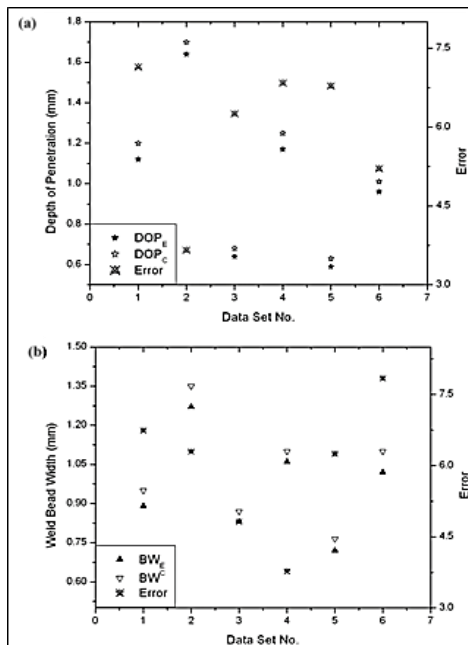 (a)
1.8
1.6
1.4
1.2
1.0
0.8
0.6
Depth of Penetration (mm)
7.5
6.0
4.5
3.0
Error
DOP_E
DOP_C
Error
0 1 2 3 4 5 6 7
Data Set No.
(b)
1.50
1.35
1.20
1.05
0.90
0.75
0.60
Weld Bead Width (mm)
7.5
6.0
4.5
3.0
Error
BW_E
BW^C
Error
0 1 2 3 4 5 6 7
Data Set No.